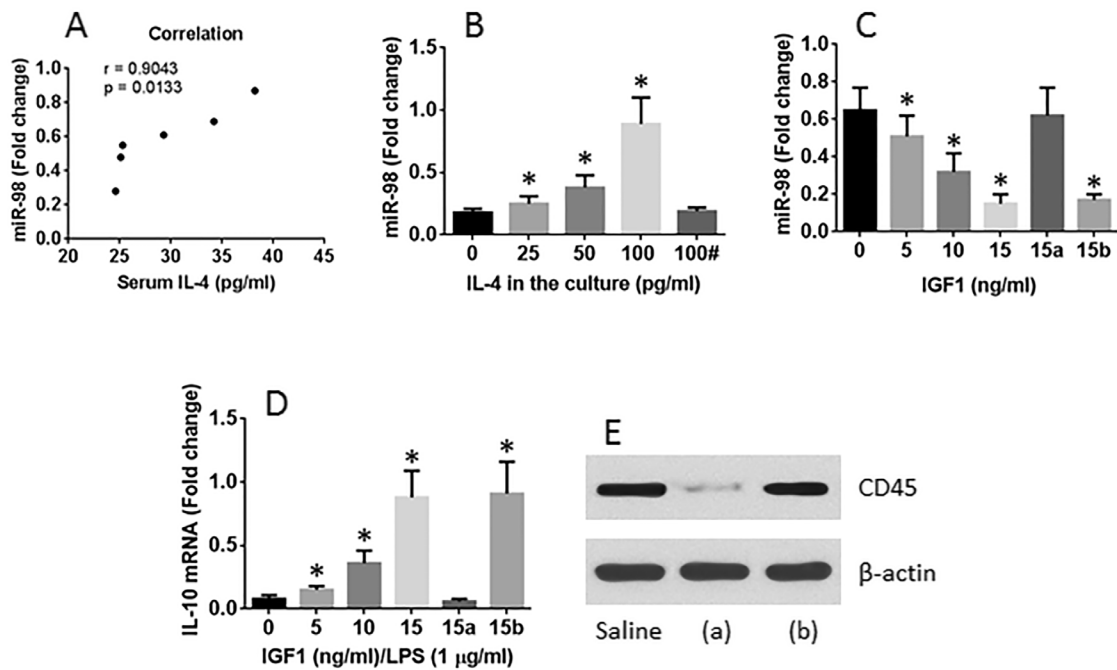 A
Correlation
r = 0.9043
p = 0.0133
miR-98 (Fold change)
1.0
0.8
0.6
0.4
0.2
0.0
20 25 30 35 40 45
Serum IL-4 (pg/ml)
B
miR-98 (Fold change)
1.5
1.0
0.5
0.0
* * *
0 25 50 100 100#
IL-4 in the culture (pg/ml)
C
miR-98 (Fold change)
1.0
0.8
0.6
0.4
0.2
0.0
* * * *
0 5 10 15 15a 15b
IGF1 (ng/ml)
D
IL-10 mRNA (Fold change)
1.5
1.0
0.5
0.0
* * * *
0 5 10 15 15a 15b
IGF1 (ng/ml)/LPS (1 μg/ml)
E
CD45
β-actin
Saline (a) (b)